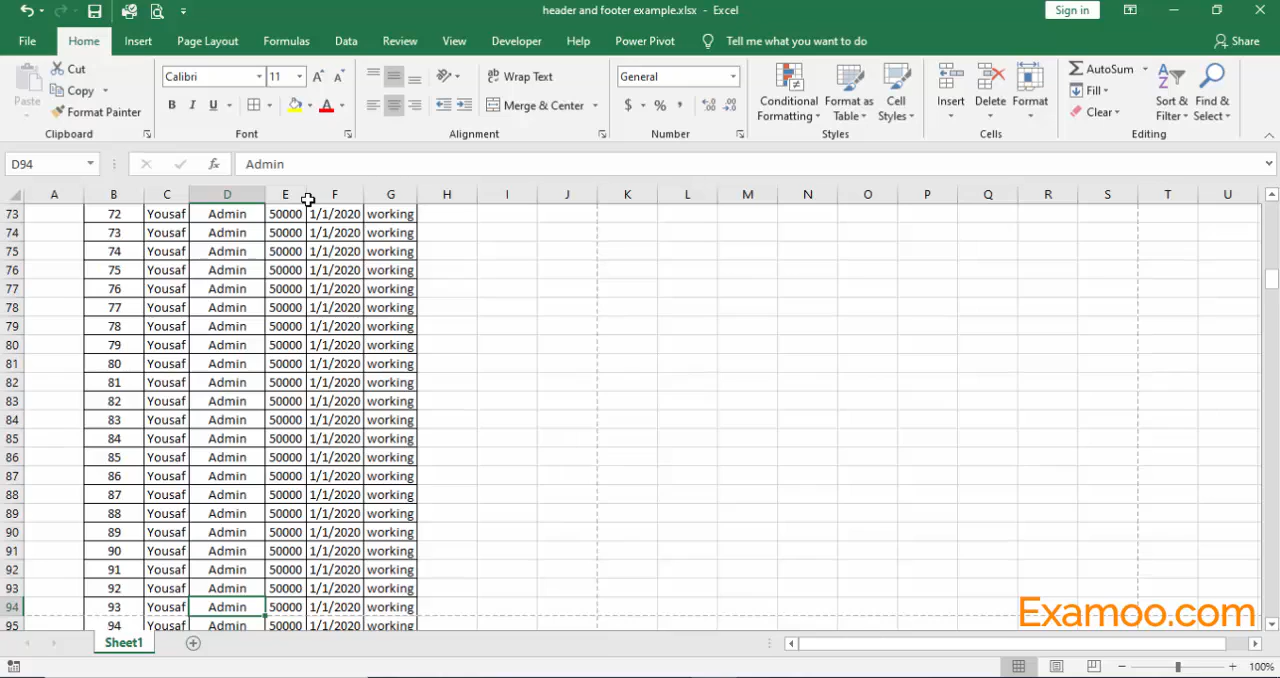 header and footer example.xlsx - Excel
Sign in
File Home Insert Page Layout Formulas Data Review View Developer Help Power Pivot Tell me what you want to do Share
Paste
Cut
Copy
Format Painter
Clipboard
Calibri 11
B I U A
Font
Wrap Text
Merge & Center
Alignment
General
$ % ,
Number
Conditional Formatting
Format as Table
Cell Styles
Styles
Insert Delete Format
Cells
AutoSum
Fill
Clear
Sort & Filter
Find & Select
Editing
D94 fx Admin
A B C D E F G H I J K L M N O P Q R S T U
73 72 Yousaf Admin 50000 1/1/2020 working
74 73 Yousaf Admin 50000 1/1/2020 working
75 74 Yousaf Admin 50000 1/1/2020 working
76 75 Yousaf Admin 50000 1/1/2020 working
77 76 Yousaf Admin 50000 1/1/2020 working
78 77 Yousaf Admin 50000 1/1/2020 working
79 78 Yousaf Admin 50000 1/1/2020 working
80 79 Yousaf Admin 50000 1/1/2020 working
81 80 Yousaf Admin 50000 1/1/2020 working
82 81 Yousaf Admin 50000 1/1/2020 working
83 82 Yousaf Admin 50000 1/1/2020 working
84 83 Yousaf Admin 50000 1/1/2020 working
85 84 Yousaf Admin 50000 1/1/2020 working
86 85 Yousaf Admin 50000 1/1/2020 working
87 86 Yousaf Admin 50000 1/1/2020 working
88 87 Yousaf Admin 50000 1/1/2020 working
89 88 Yousaf Admin 50000 1/1/2020 working
90 89 Yousaf Admin 50000 1/1/2020 working
91 90 Yousaf Admin 50000 1/1/2020 working
92 91 Yousaf Admin 50000 1/1/2020 working
93 92 Yousaf Admin 50000 1/1/2020 working
94 93 Yousaf Admin 50000 1/1/2020 working
95 94 Yousaf Admin 50000 1/1/2020 working
Examoo.com
Sheet1
100%